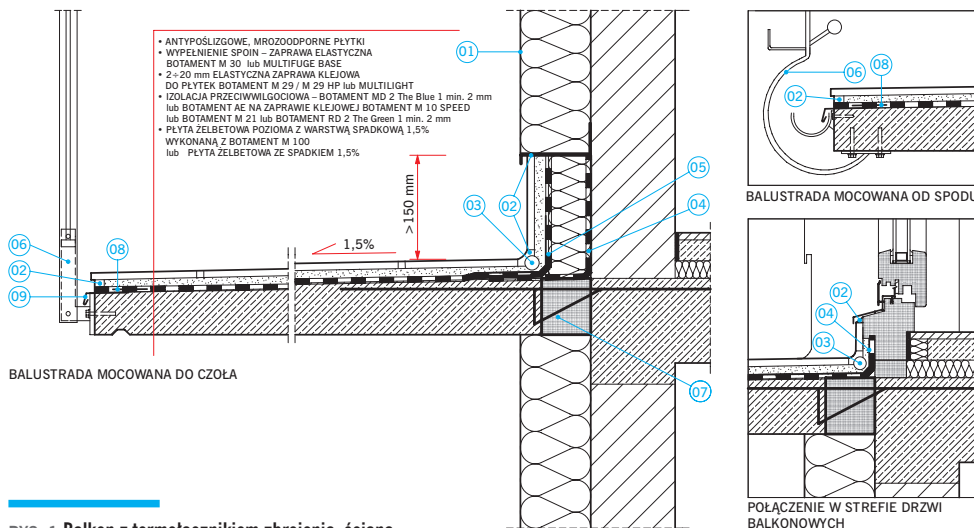 • ANTYPOŚLIZGOWE, MROZOODPORNE PŁYTKI
• WYPEŁNIENIE SPOIN – ZAPRAWA ELASTYCZNA
BOTAMENT M 30 lub MULTIFUGE BASE
• 2÷20 mm ELASTYCZNA ZAPRAWA KLEJOWA
DO PŁYTEK BOTAMENT M 29 / M 29 HP lub MULTILIGHT
• IZOLACJA PRZECIWWILGOCIOWA – BOTAMENT MD 2 The Blue 1 min. 2 mm
lub BOTAMENT AE NA ZAPRAWIE KLEJOWEJ BOTAMENT M 10 SPEED
lub BOTAMENT M 21 lub BOTAMENT RD 2 The Green 1 min. 2 mm
• PŁYTA ŻELBETOWA POZIOMA Z WARSTWĄ SPADKOWĄ 1,5%
WYKONANĄ Z BOTAMENT M 100
lub PŁYTA ŻELBETOWA ZE SPADKIEM 1,5%
01
>150 mm
05
03
02
04
1,5%
06
08
02
09
07
BALUSTRADA MOCOWANA DO CZOŁA
06
08
02
BALUSTRADA MOCOWANA OD SPODU
02
04
03
POŁĄCZENIE W STREFIE DRZWI
BALKONOWYCH